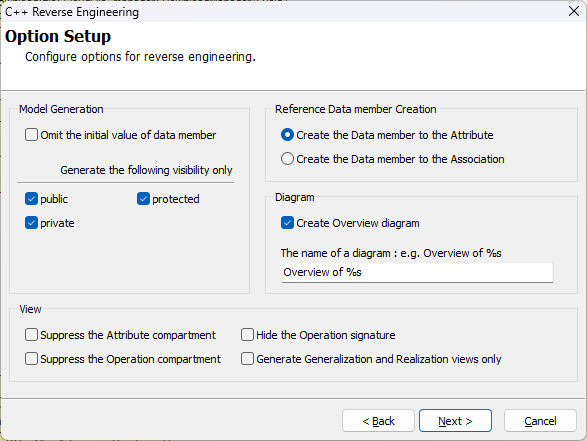 C++ Reverse Engineering
Option Setup
Configure options for reverse engineering.
Model Generation
Omit the initial value of data member
Generate the following visibility only
public
protected
private
Reference Data member Creation
Create the Data member to the Attribute
Create the Data member to the Association
Diagram
Create Overview diagram
The name of a diagram : e.g. Overview of %s
Overview of %s
View
Suppress the Attribute compartment
Hide the Operation signature
Suppress the Operation compartment
Generate Generalization and Realization views only
< Back
Next >
Cancel